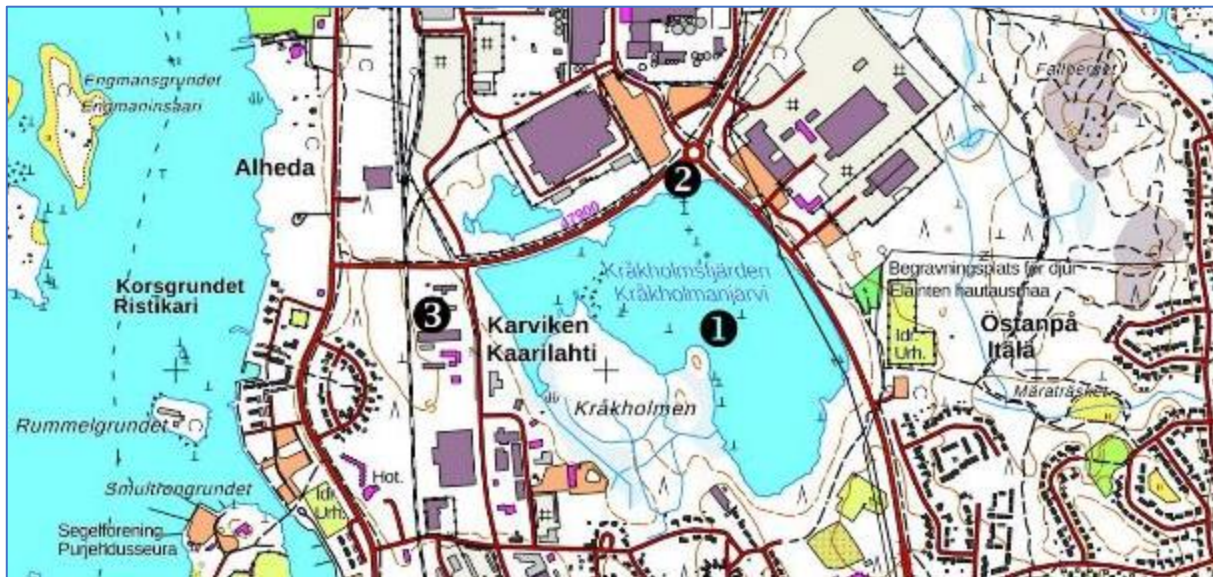 Engmansgrundet
Engmaninsaari
Alheda
Fallberget
2
17900
Kråkholmsfjärden
Kråkholmanjärvi
Begravningsplats för djur
Eläinten hautausmaa
Korsgrundet
Ristikari
3
Karviken
Kaarilahti
1
Östanpå
Itälä
Idr.
Urh.
Märaträsket
Kråkholmen
Rummelgrundet
Hot.
Smultrongrundet
Idr.
Urh.
Segelförening
Purjehdusseura